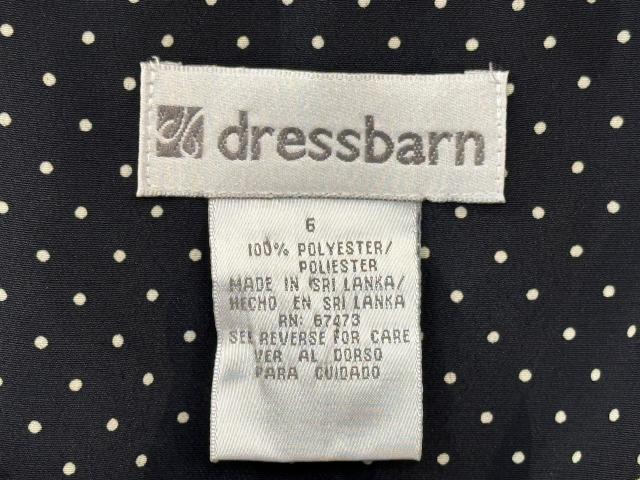 dressbarn
6
100% POLYESTER/
POLIESTER
MADE IN SRI LANKA/
HECHO EN SRI LANKA
RN: 67473
SEE REVERSE FOR CARE
VER AL DORSO
PARA CUIDADO